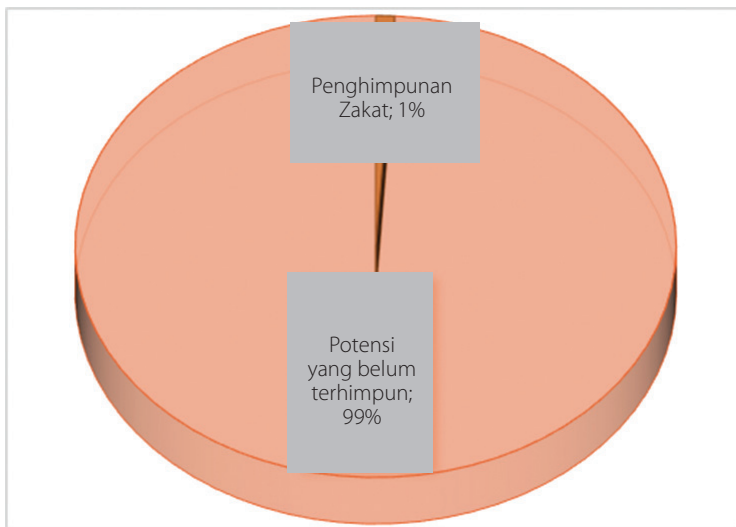 Penghimpunan
Zakat; 1%
Potensi
yang belum
terhimpun;
99%